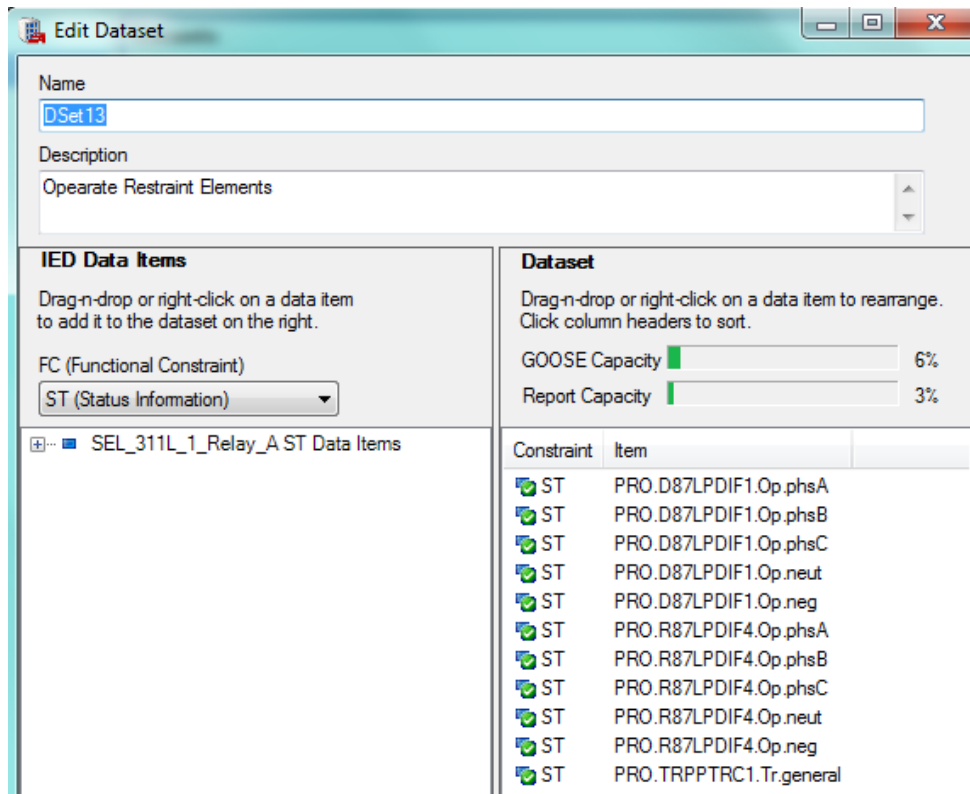 Edit Dataset
Name
DSet13
Description
Opearate Restraint Elements
IED Data Items
Drag-n-drop or right-click on a data item
to add it to the dataset on the right.
FC (Functional Constraint)
ST (Status Information)
SEL_311L_1_Relay_A ST Data Items
Dataset
Drag-n-drop or right-click on a data item to rearrange.
Click column headers to sort.
GOOSE Capacity 6%
Report Capacity 3%
Constraint Item
ST PRO.D87LPDIF1.Op.phsA
ST PRO.D87LPDIF1.Op.phsB
ST PRO.D87LPDIF1.Op.phsC
ST PRO.D87LPDIF1.Op.neut
ST PRO.D87LPDIF1.Op.neg
ST PRO.R87LPDIF4.Op.phsA
ST PRO.R87LPDIF4.Op.phsB
ST PRO.R87LPDIF4.Op.phsC
ST PRO.R87LPDIF4.Op.neut
ST PRO.R87LPDIF4.Op.neg
ST PRO.TRPPTRC1.Tr.general